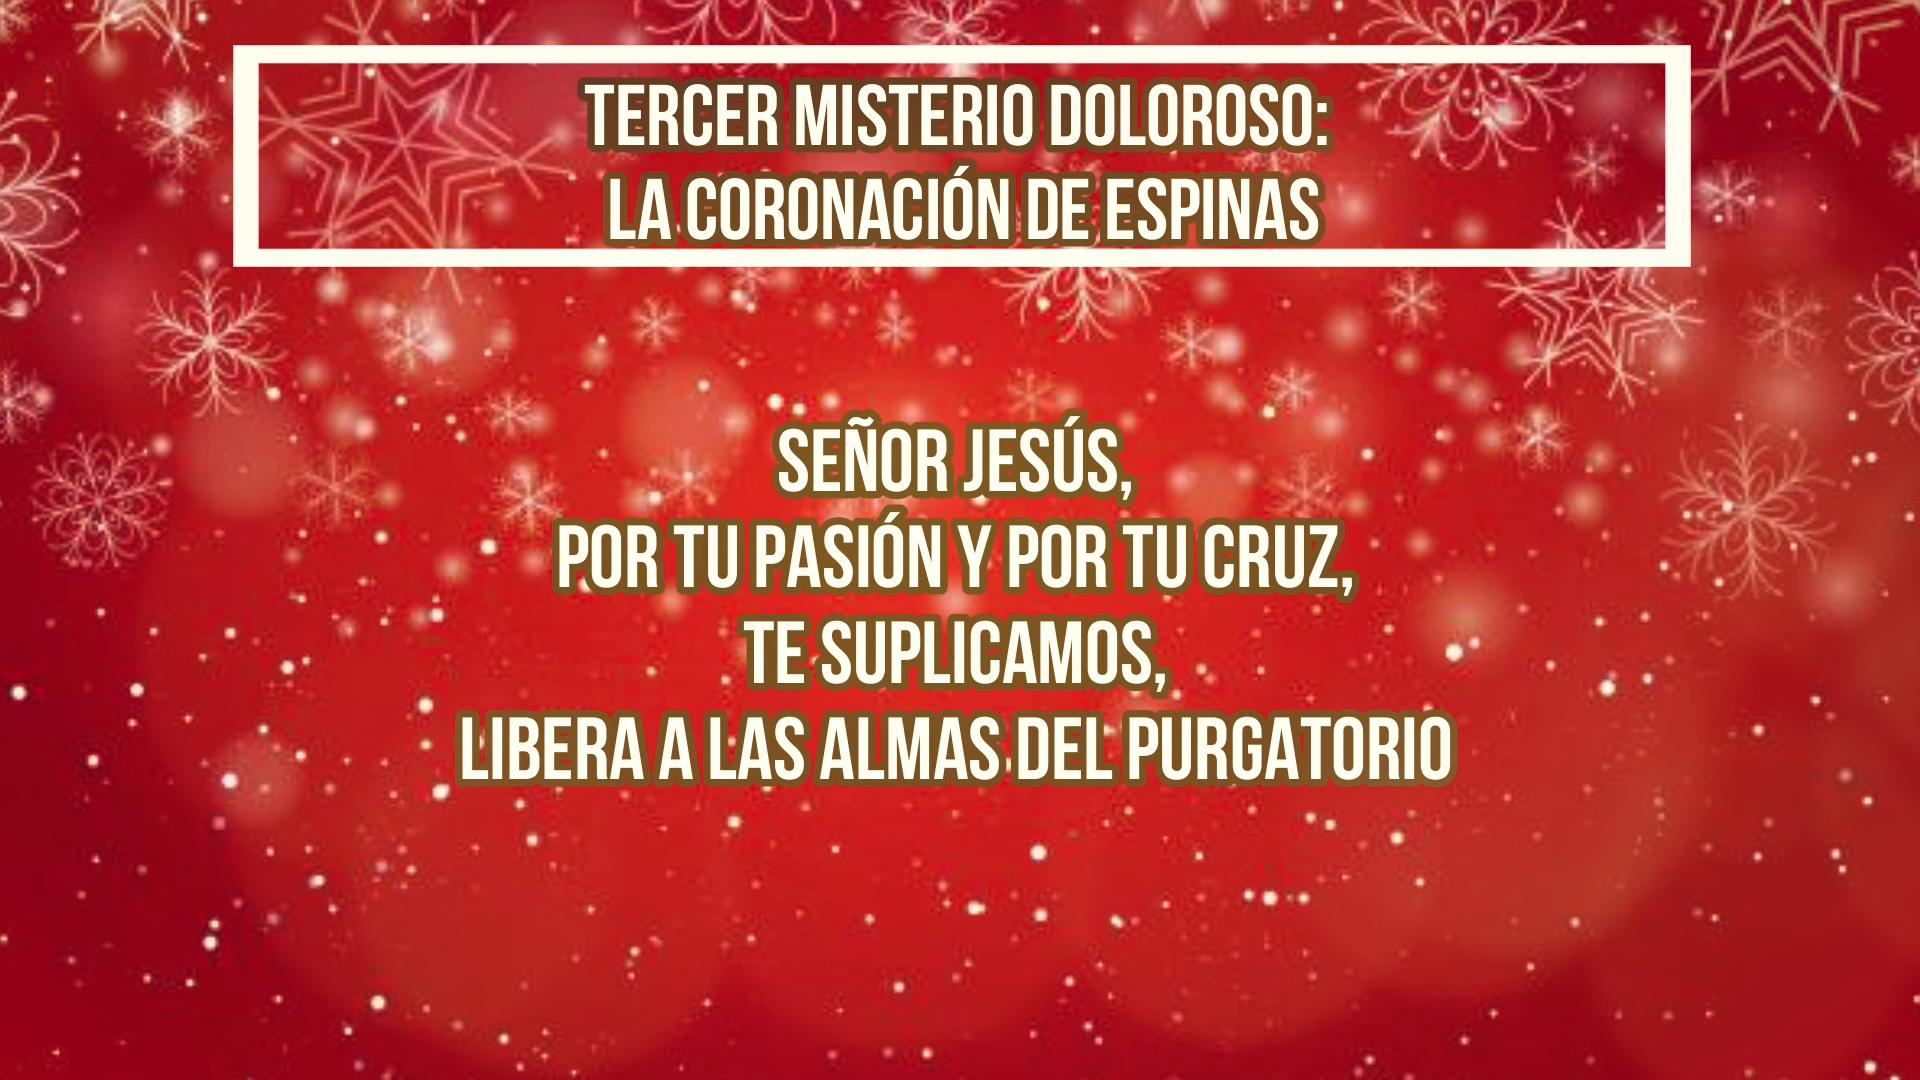 TERCER MISTERIO DOLOROSO:
LA CORONACIÓN DE ESPINAS
SEÑOR JESÚS,
POR TU PASIÓN Y POR TU CRUZ,
TE SUPLICAMOS,
LIBERA A LAS ALMAS DEL PURGATORIO